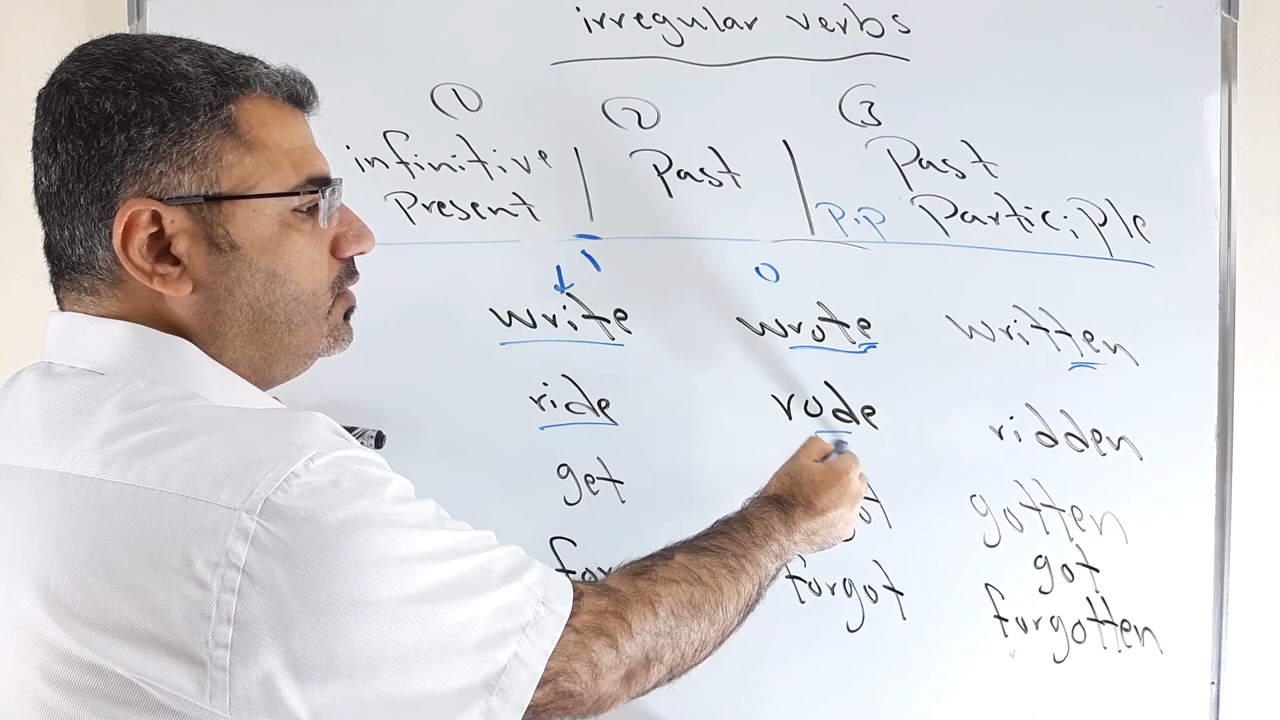 irregular verbs
① ② ③
infinitive | Past | Past
Present P.P Participle
write wrote written
ride rode ridden
get gotten
got
forgot forgotten